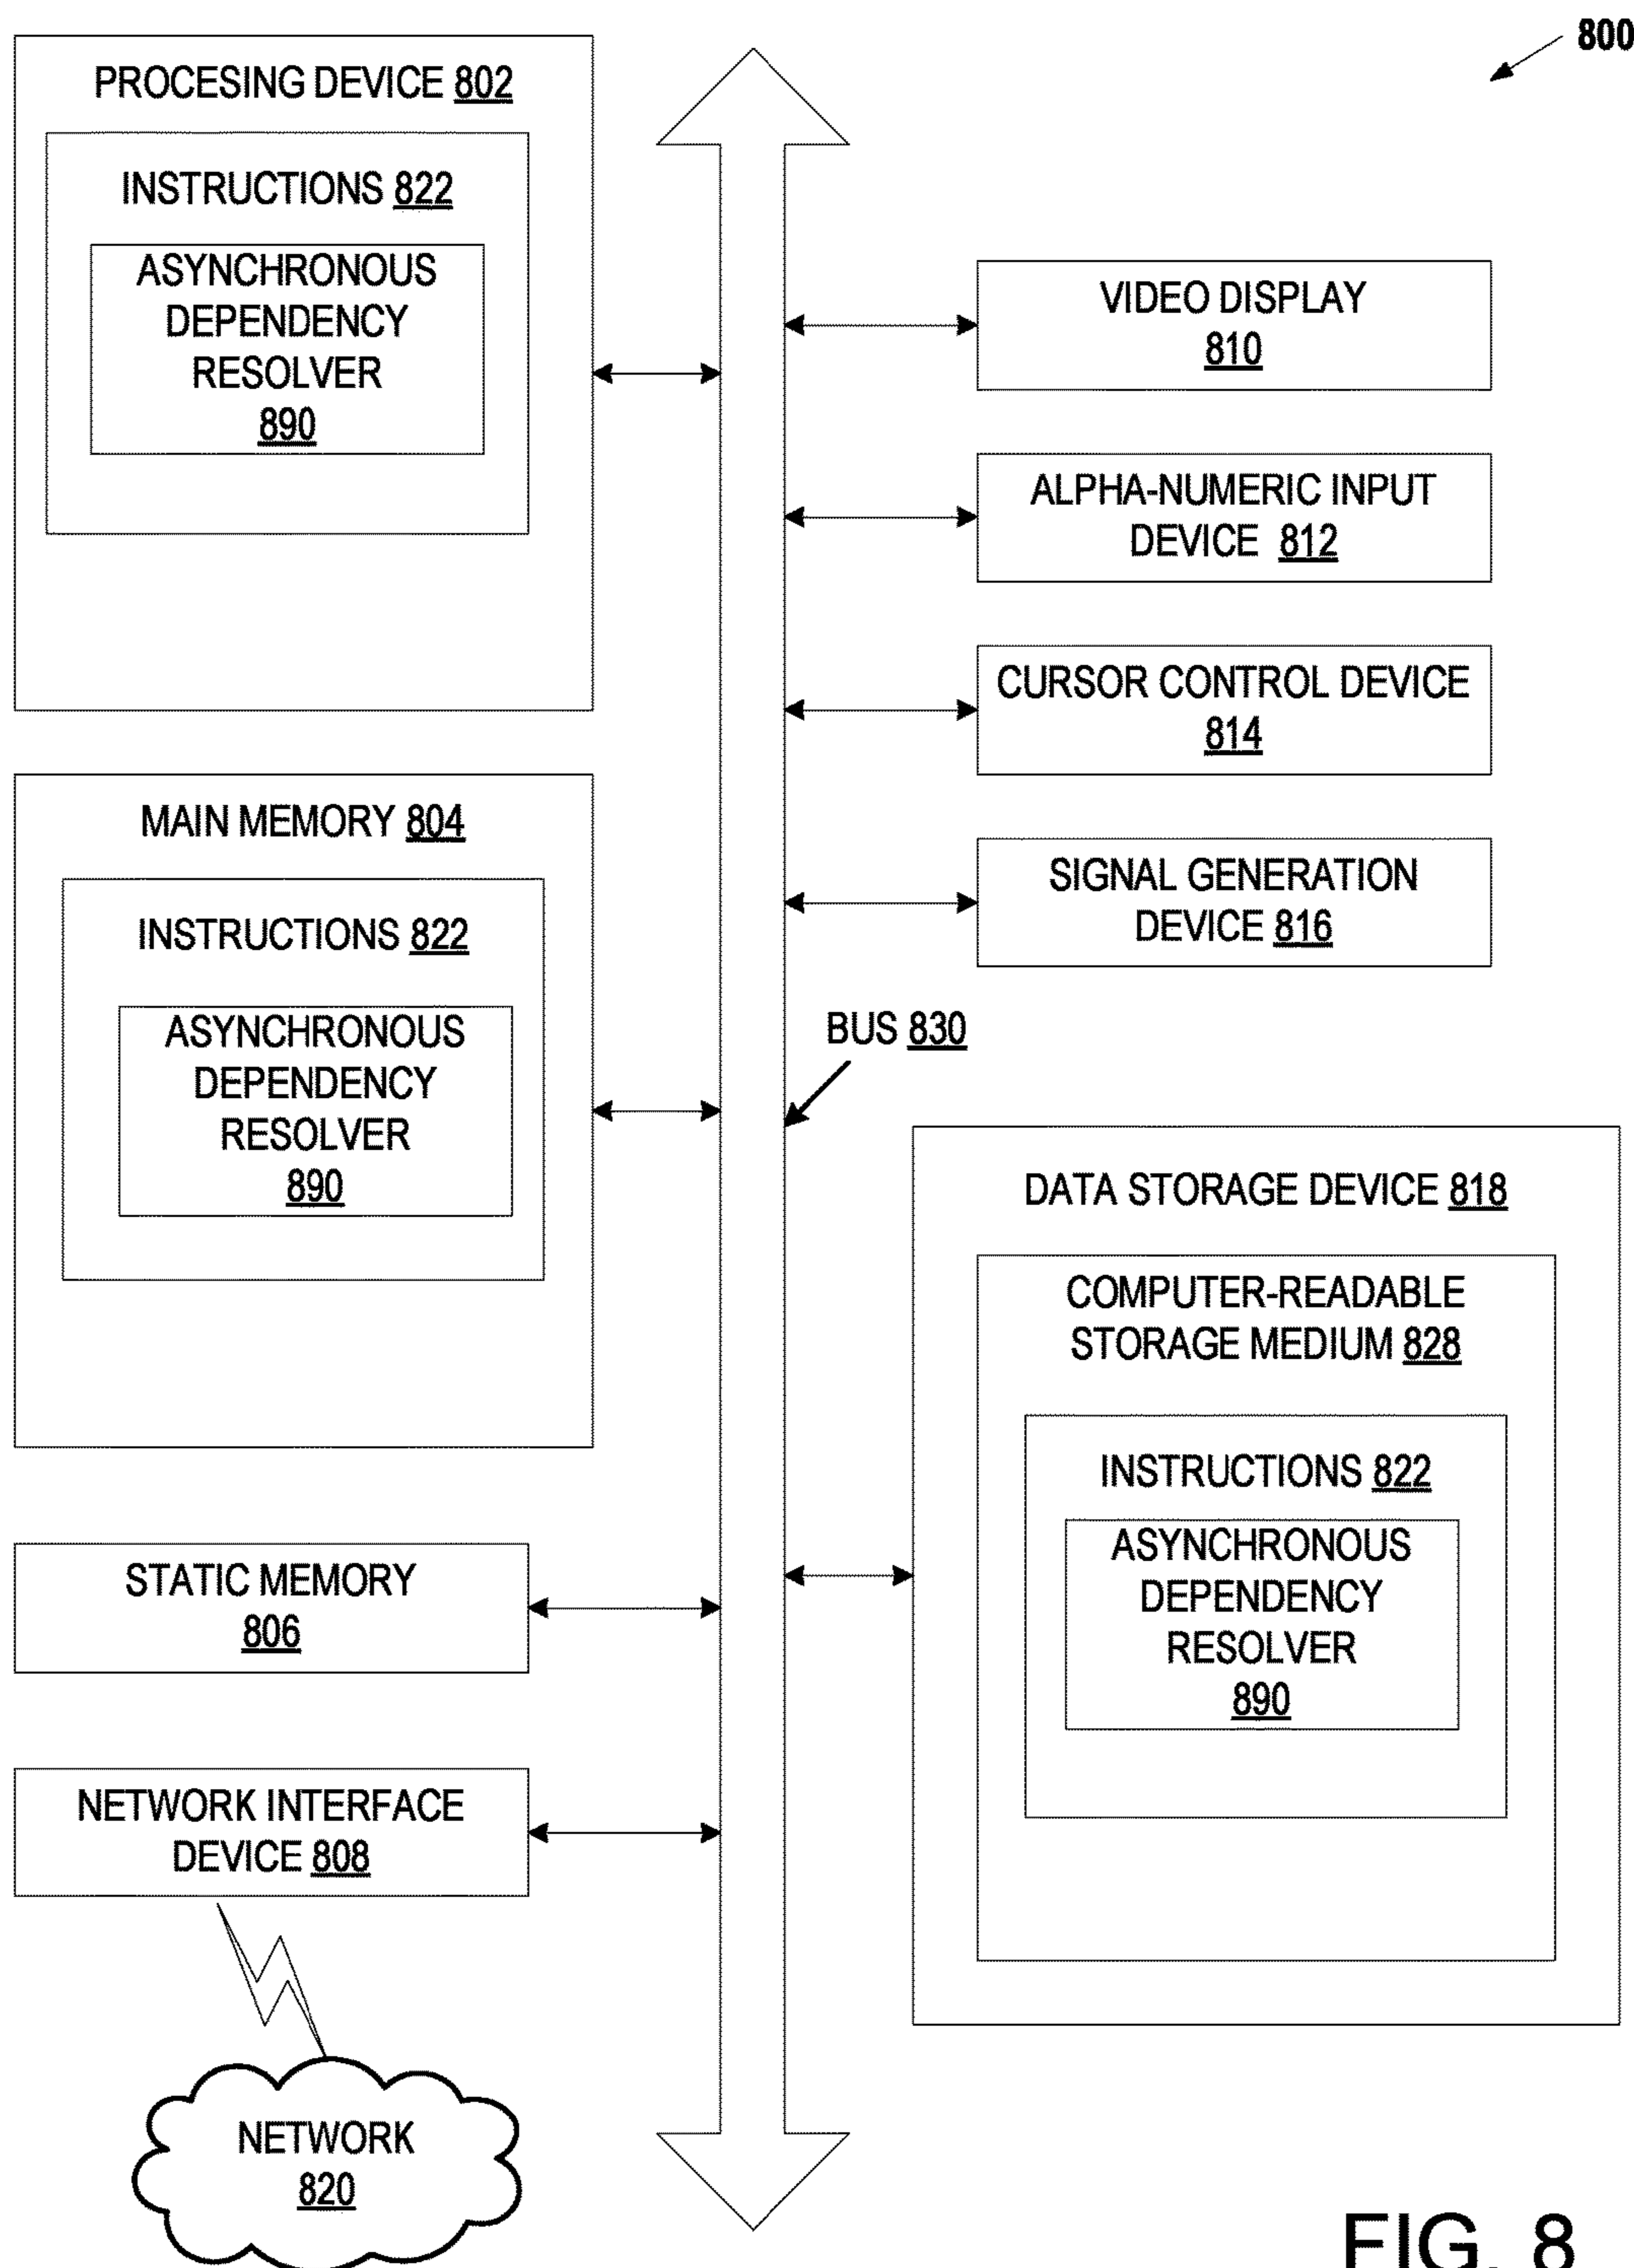 800
PROCESING DEVICE 802
INSTRUCTIONS 822
ASYNCHRONOUS
DEPENDENCY
RESOLVER
890
MAIN MEMORY 804
INSTRUCTIONS 822
ASYNCHRONOUS
DEPENDENCY
RESOLVER
890
STATIC MEMORY
806
NETWORK INTERFACE
DEVICE 808
NETWORK
820
VIDEO DISPLAY
810
ALPHA-NUMERIC INPUT
DEVICE 812
CURSOR CONTROL DEVICE
814
SIGNAL GENERATION
DEVICE 816
BUS 830
DATA STORAGE DEVICE 818
COMPUTER-READABLE
STORAGE MEDIUM 828
INSTRUCTIONS 822
ASYNCHRONOUS
DEPENDENCY
RESOLVER
890
FIG. 8